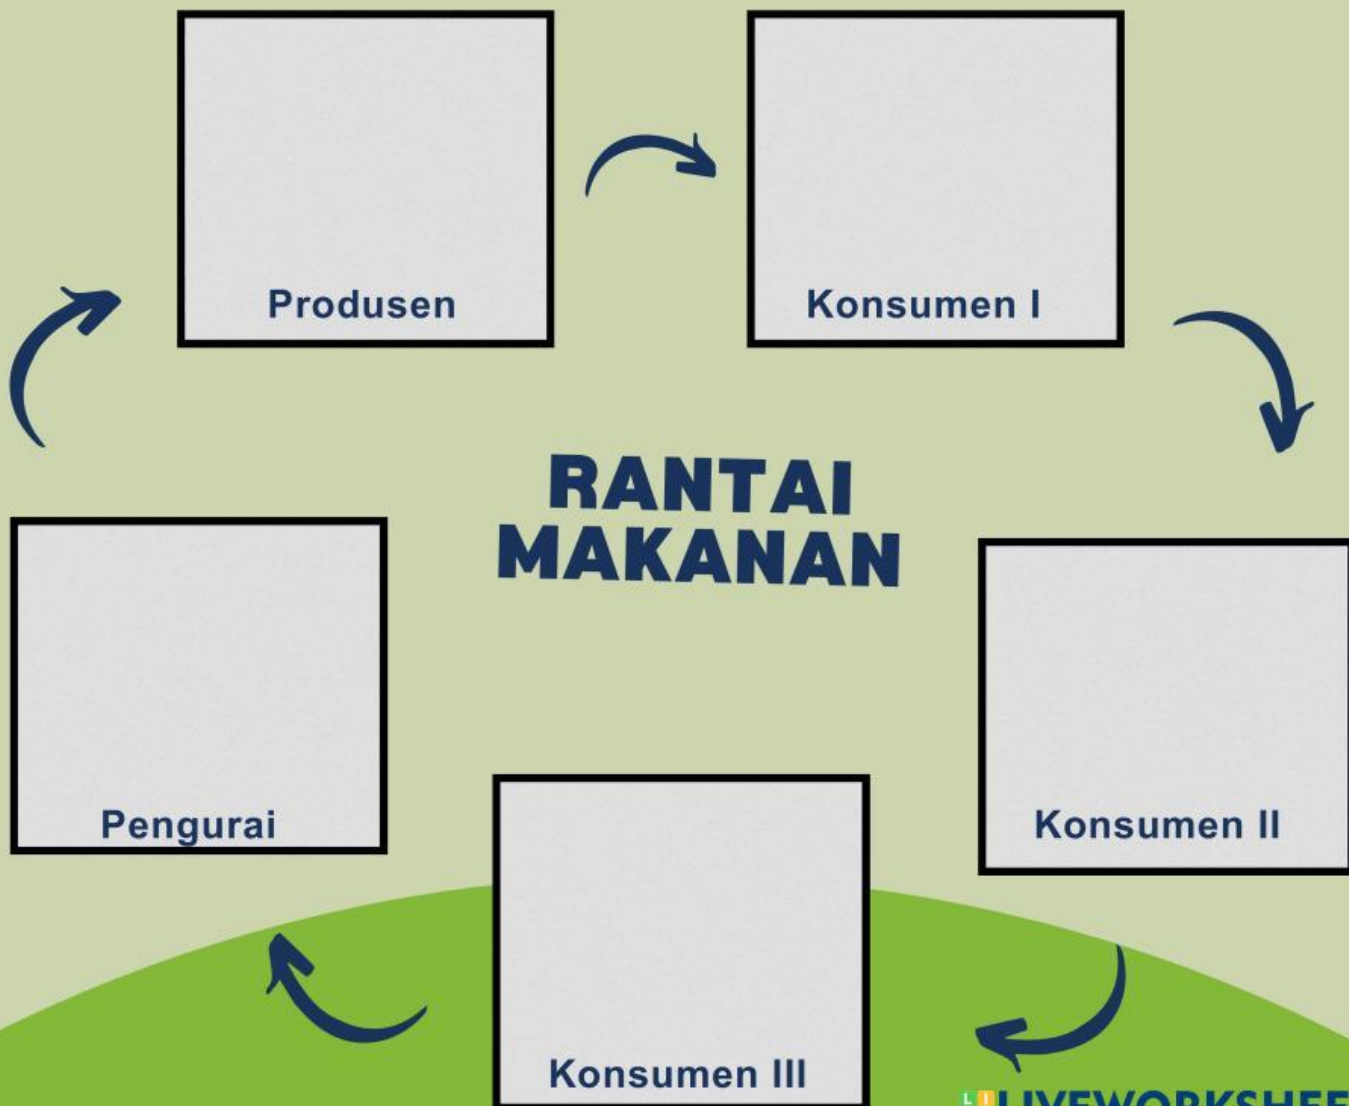 Produsen
Konsumen I
RANTAI
MAKANAN
Pengurai
Konsumen II
Konsumen III